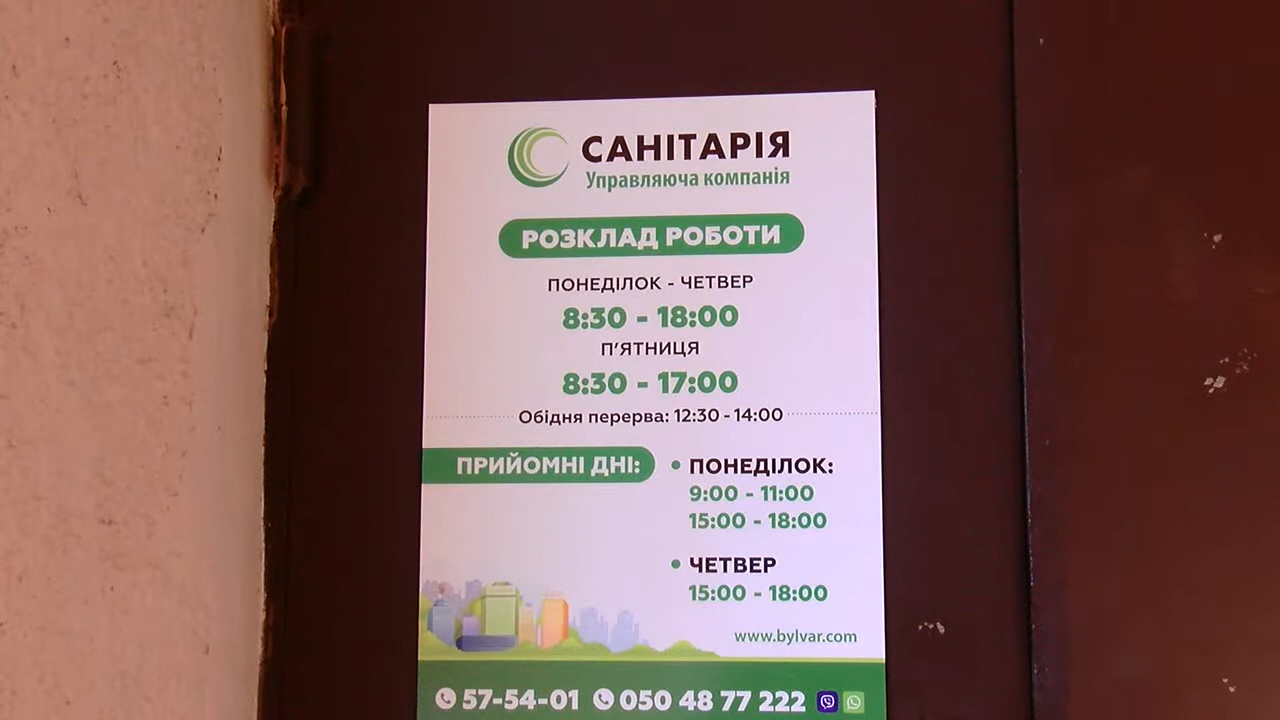 САНІТАРІЯ
Управляюча компанія
РОЗКЛАД РОБОТИ
ПОНЕДІЛОК - ЧЕТВЕР
8:30 - 18:00
П'ЯТНИЦЯ
8:30 - 17:00
Обідня перерва: 12:30 - 14:00
ПРИЙОМНІ ДНІ:
• ПОНЕДІЛОК:
9:00 - 11:00
15:00 - 18:00
• ЧЕТВЕР
15:00 - 18:00
www.bylvar.com
57-54-01 050 48 77 222